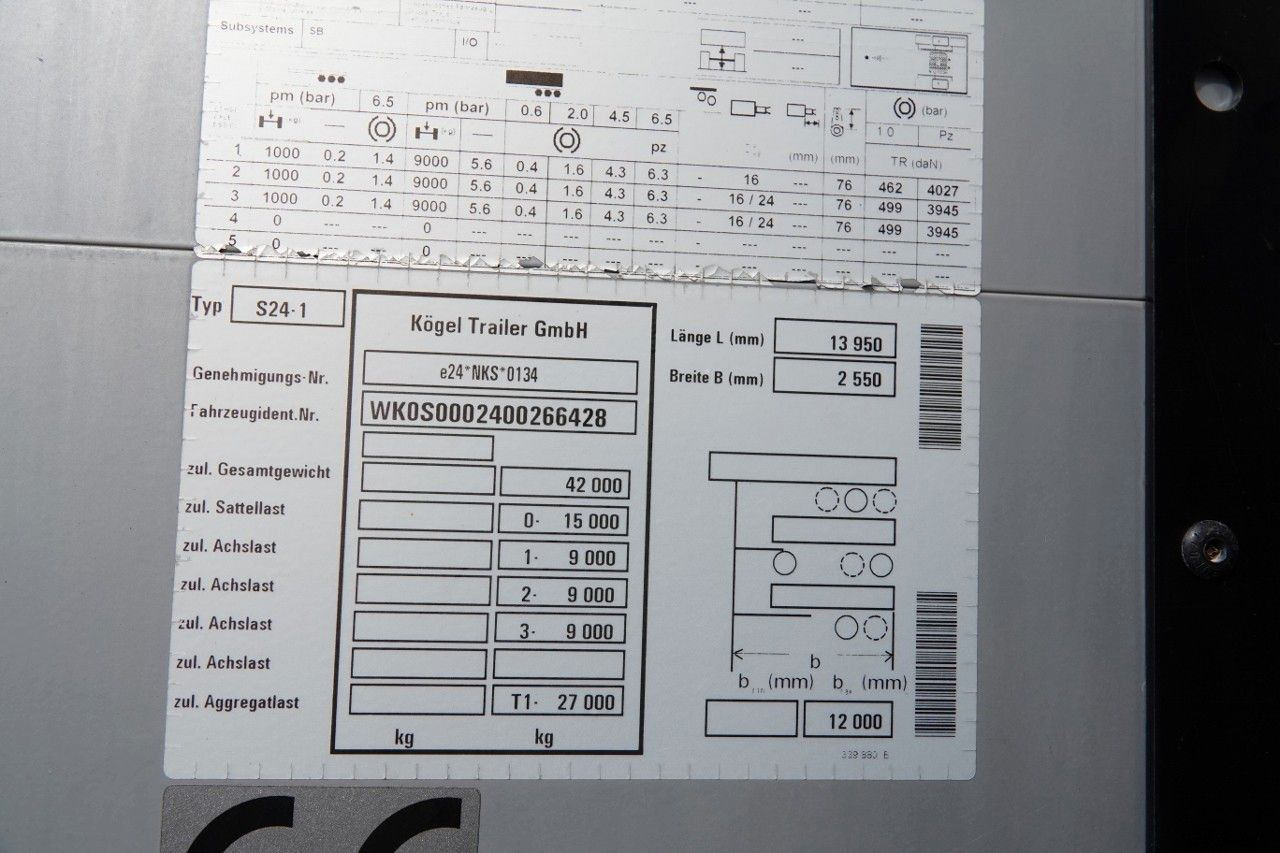 Subsystems SB I/O
pm (bar) 6.5 pm (bar) 0.6 2.0 4.5 6.5 (bar)
pz 1 0 Pz
(mm) (mm) TR (daN)
1 1000 0.2 1.4 9000 5.6 0.4 1.6 4.3 6.3 - 16 --- 76 462 4027
2 1000 0.2 1.4 9000 5.6 0.4 1.6 4.3 6.3 - 16 / 24 --- 76 499 3945
3 1000 0.2 1.4 9000 5.6 0.4 1.6 4.3 6.3 - 16 / 24 --- 76 499 3945
4 0 --- --- 0 --- --- --- --- --- - --- --- --- --- ---
5 0 0
Typ S24-1
Kögel Trailer GmbH
Länge L (mm) 13 950
Genehmigungs-Nr. e24*NKS*0134
Breite B (mm) 2 550
Fahrzeugident.Nr. WK0S0002400266428
zul. Gesamtgewicht 42 000
zul. Sattellast 0- 15 000
zul. Achslast 1- 9 000
zul. Achslast 2- 9 000
zul. Achslast 3- 9 000
zul. Achslast
zul. Aggregatlast T1- 27 000
kg kg
b
b (mm) b (mm)
12 000
CE